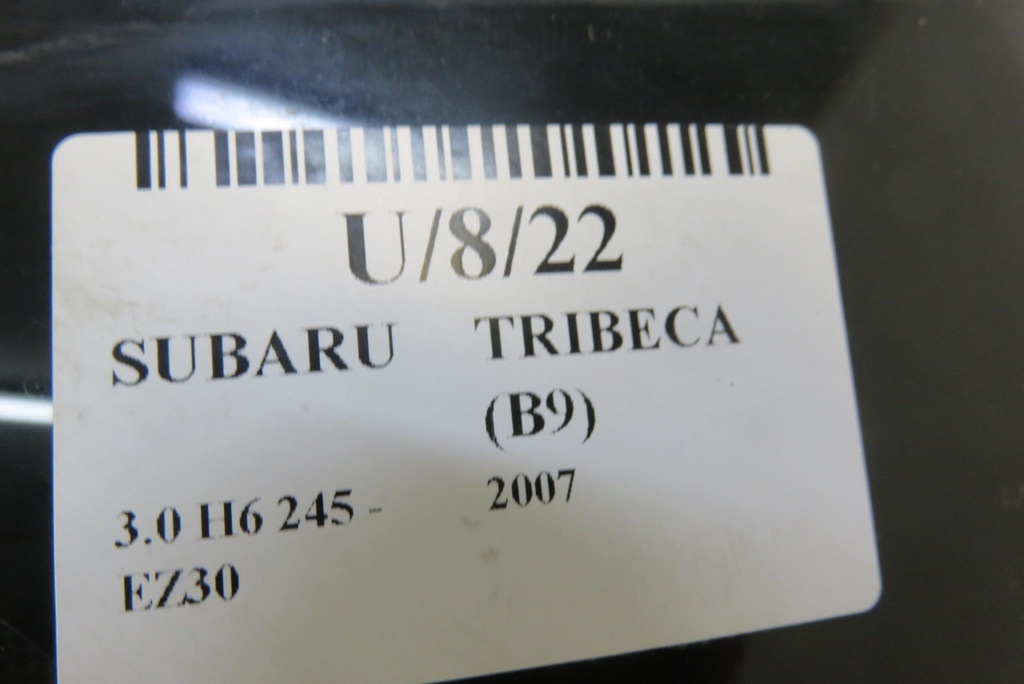 U/8/22
SUBARU TRIBECA
(B9)
3.0 H6 245 - 2007
EZ30